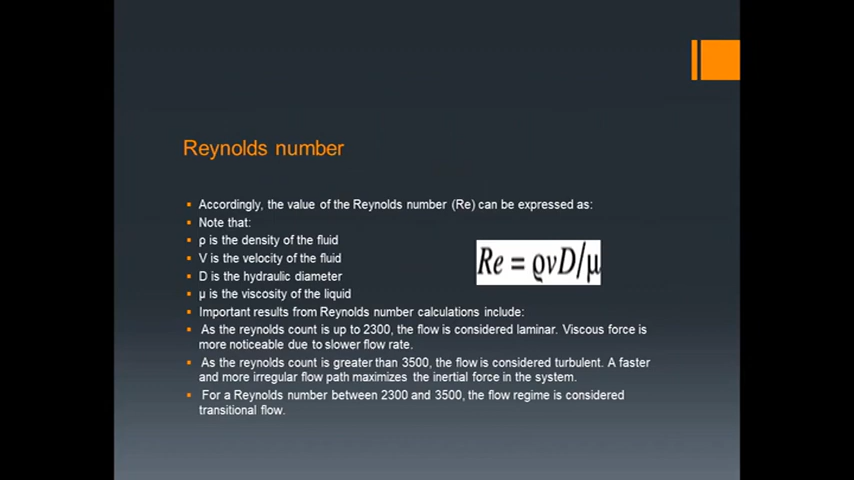 Reynolds number
Accordingly, the value of the Reynolds number (Re) can be expressed as:
Note that:
ρ is the density of the fluid
V is the velocity of the fluid
D is the hydraulic diameter
μ is the viscosity of the liquid
Re = ρvD/μ
Important results from Reynolds number calculations include:
As the reynolds count is up to 2300, the flow is considered laminar. Viscous force is
more noticeable due to slower flow rate.
As the reynolds count is greater than 3500, the flow is considered turbulent. A faster
and more irregular flow path maximizes the inertial force in the system.
For a Reynolds number between 2300 and 3500, the flow regime is considered
transitional flow.